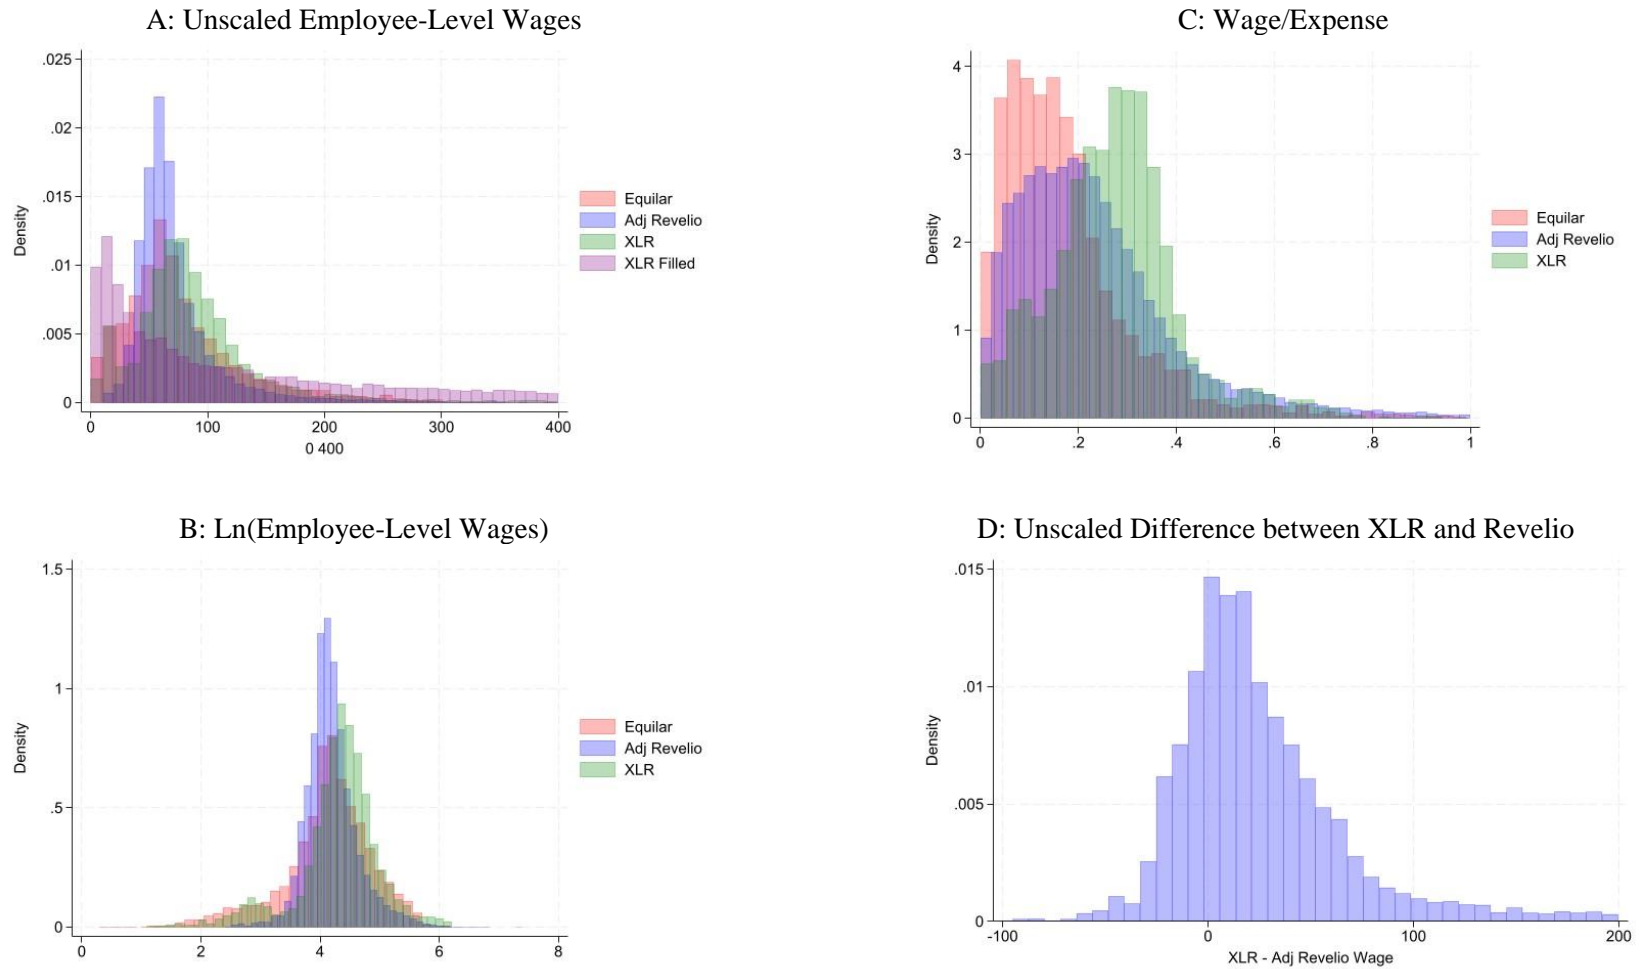 A: Unscaled Employee-Level Wages
.025
.02
.015
.01
.005
0
Density
0 100 200 300 400
0 400
Equilar
Adj Revelio
XLR
XLR Filled
C: Wage/Expense
4
3
2
1
0
Density
0 .2 .4 .6 .8 1
Equilar
Adj Revelio
XLR
B: Ln(Employee-Level Wages)
1.5
1
.5
0
Density
0 2 4 6 8
Equilar
Adj Revelio
XLR
D: Unscaled Difference between XLR and Revelio
.015
.01
.005
0
Density
-100 0 100 200
XLR - Adj Revelio Wage